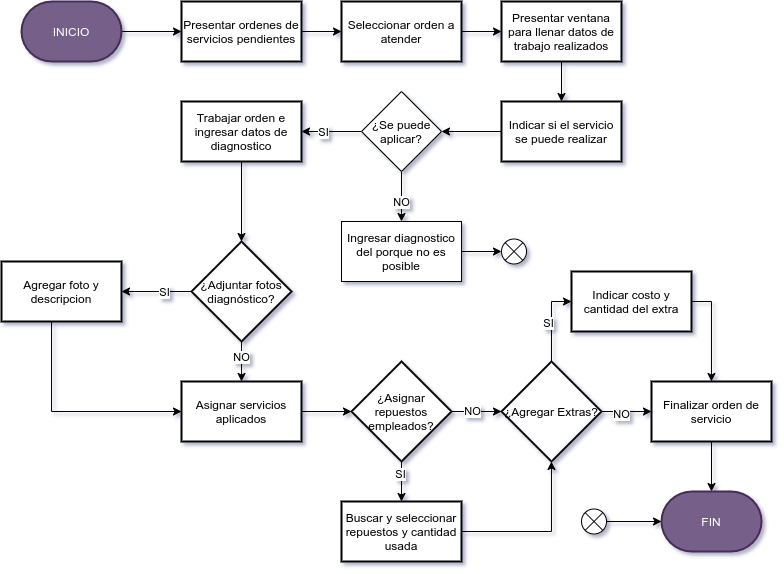 INICIO
Presentar ordenes de
servicios pendientes
Seleccionar orden a
atender
Presentar ventana
para llenar datos de
trabajo realizados
Trabajar orden e
ingresar datos de
diagnostico
SI
¿Se puede
aplicar?
Indicar si el servicio
se puede realizar
NO
Ingresar diagnostico
del porque no es
posible
Agregar foto y
descripcion
SI
¿Adjuntar fotos
diagnóstico?
NO
Indicar costo y
cantidad del extra
SI
Asignar servicios
aplicados
¿Asignar
repuestos
empleados?
NO
¿Agregar Extras?
NO
Finalizar orden de
servicio
SI
Buscar y seleccionar
repuestos y cantidad
usada
FIN